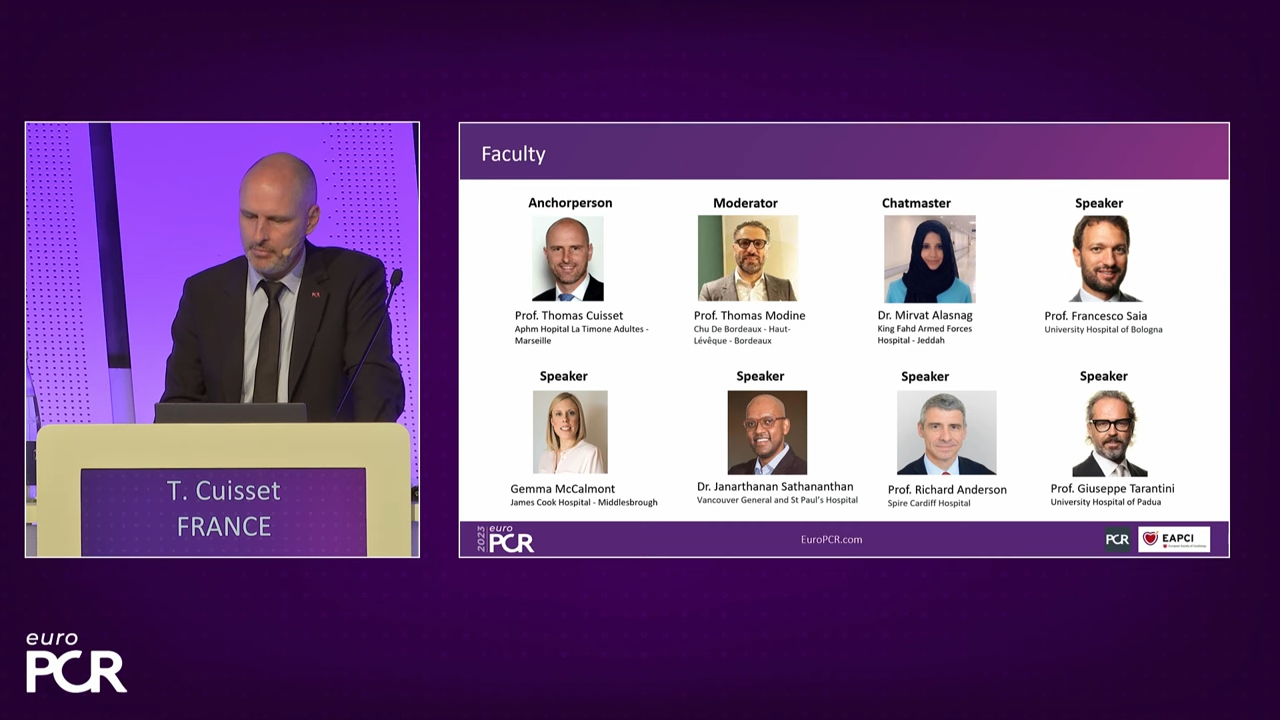 T. Cuisset
FRANCE
Faculty
Anchorperson
Prof. Thomas Cuisset
Aphm Hopital La Timone Adultes -
Marseille
Moderator
Prof. Thomas Modine
Chu De Bordeaux - Haut-
Lévêque - Bordeaux
Chatmaster
Dr. Mirvat Alasnag
King Fahd Armed Forces
Hospital - Jeddah
Speaker
Prof. Francesco Saia
University Hospital of Bologna
Speaker
Gemma McCalmont
James Cook Hospital - Middlesbrough
Speaker
Dr. Janarthanan Sathananthan
Vancouver General and St Paul's Hospital
Speaker
Prof. Richard Anderson
Spire Cardiff Hospital
Speaker
Prof. Giuseppe Tarantini
University Hospital of Padua
2023
euro
PCR
EuroPCR.com
PCR
EAPCI
euro
PCR